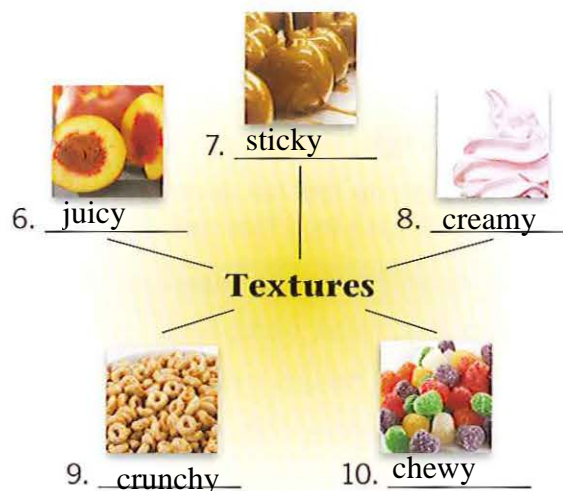 7. sticky
6. juicy
8. creamy
Textures
9. crunchy
10. chewy